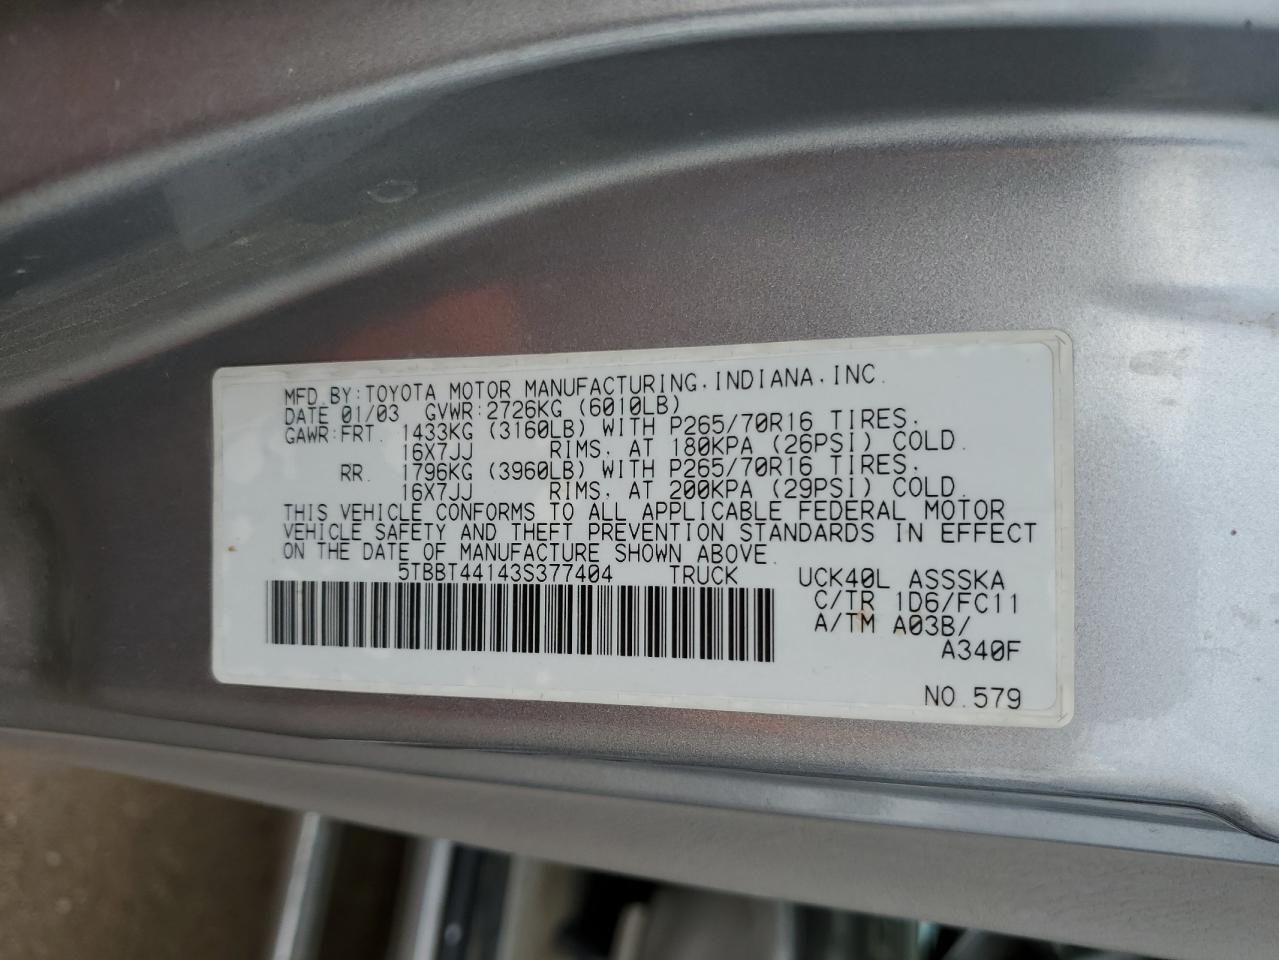 MFD.BY:TOYOTA MOTOR MANUFACTURING.INDIANA.INC.
DATE 01/03 GVWR:2726KG (6010LB)
GAWR:FRT. 1433KG (3160LB) WITH P265/70R16 TIRES.
16X7JJ RIMS. AT 180KPA (26PSI) COLD.
RR. 1796KG (3960LB) WITH P265/70R16 TIRES.
16X7JJ RIMS. AT 200KPA (29PSI) COLD.
THIS VEHICLE CONFORMS TO ALL APPLICABLE FEDERAL MOTOR
VEHICLE SAFETY AND THEFT PREVENTION STANDARDS IN EFFECT
ON THE DATE OF MANUFACTURE SHOWN ABOVE.
5TBBT44143S377404 TRUCK UCK40L ASSSKA
C/TR 1D6/FC11
A/TM A03B/
A340F
NO.579